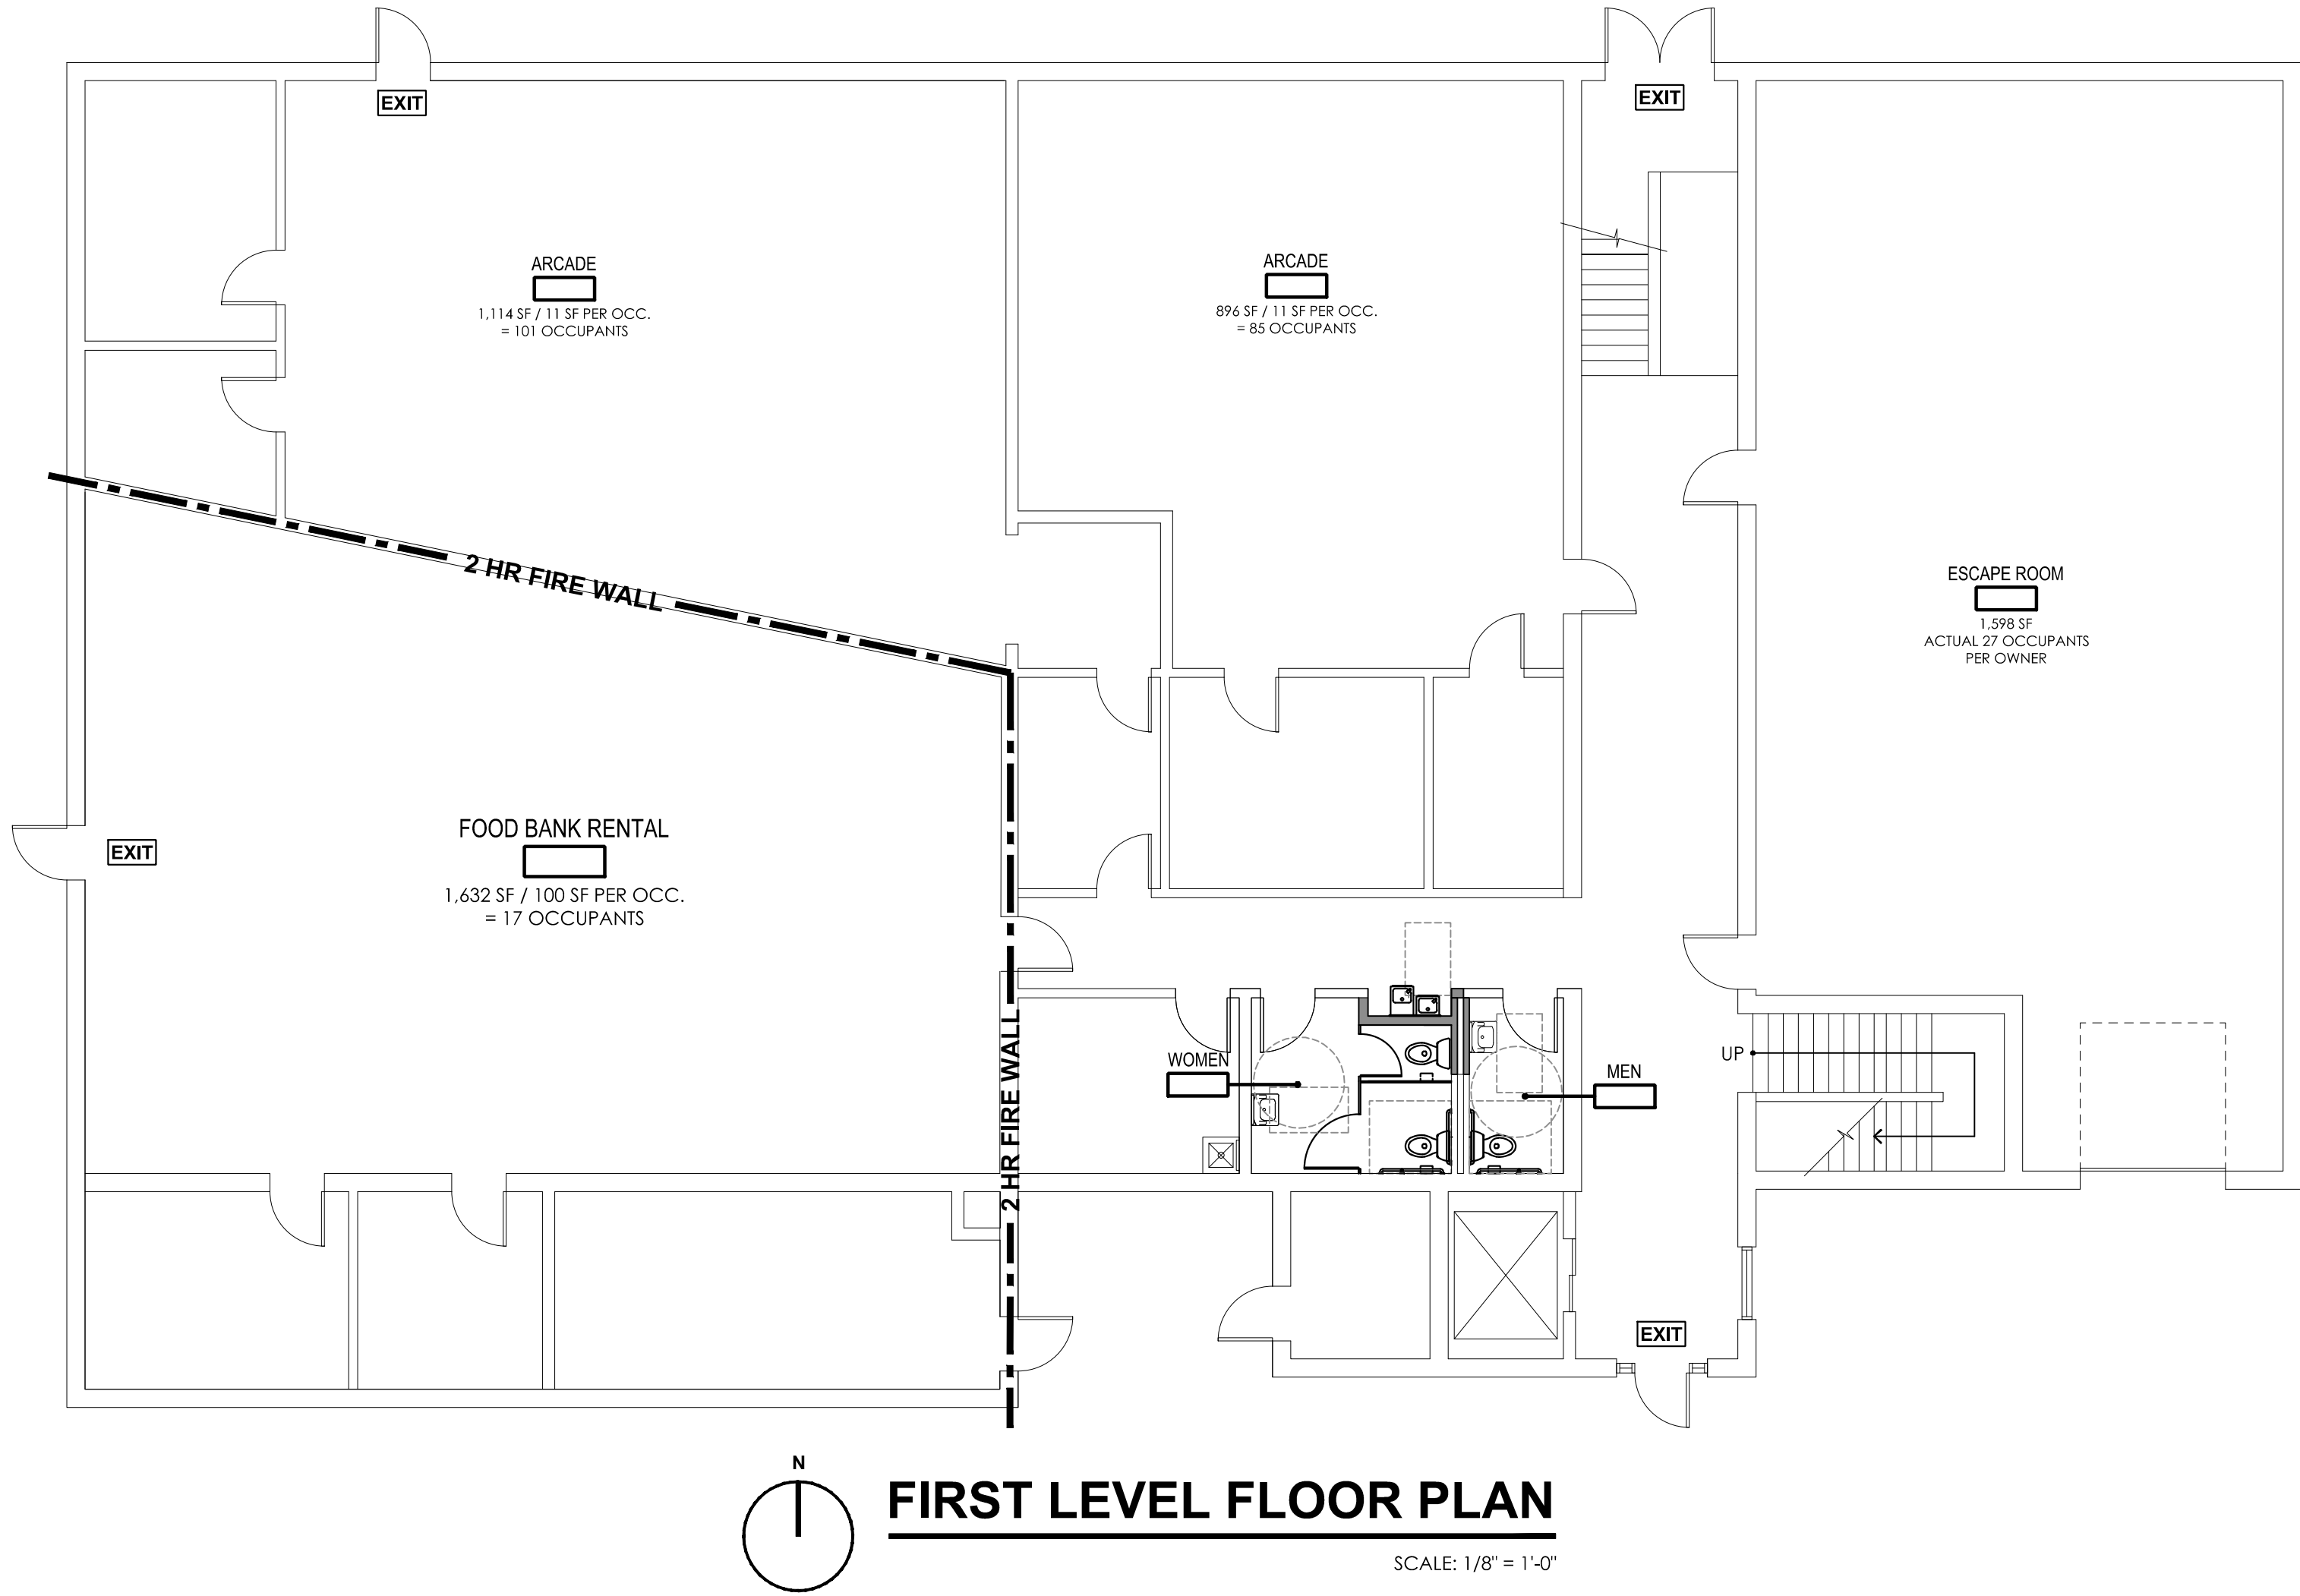 EXIT
EXIT
ARCADE
1,114 SF / 11 SF PER OCC.
= 101 OCCUPANTS
ARCADE
896 SF / 11 SF PER OCC.
= 85 OCCUPANTS
2 HR FIRE WALL
ESCAPE ROOM
1,598 SF
ACTUAL 27 OCCUPANTS
PER OWNER
EXIT
FOOD BANK RENTAL
1,632 SF / 100 SF PER OCC.
= 17 OCCUPANTS
2 HR FIRE WALL
WOMEN
MEN
UP
EXIT
N
FIRST LEVEL FLOOR PLAN
SCALE: 1/8" = 1'-0"